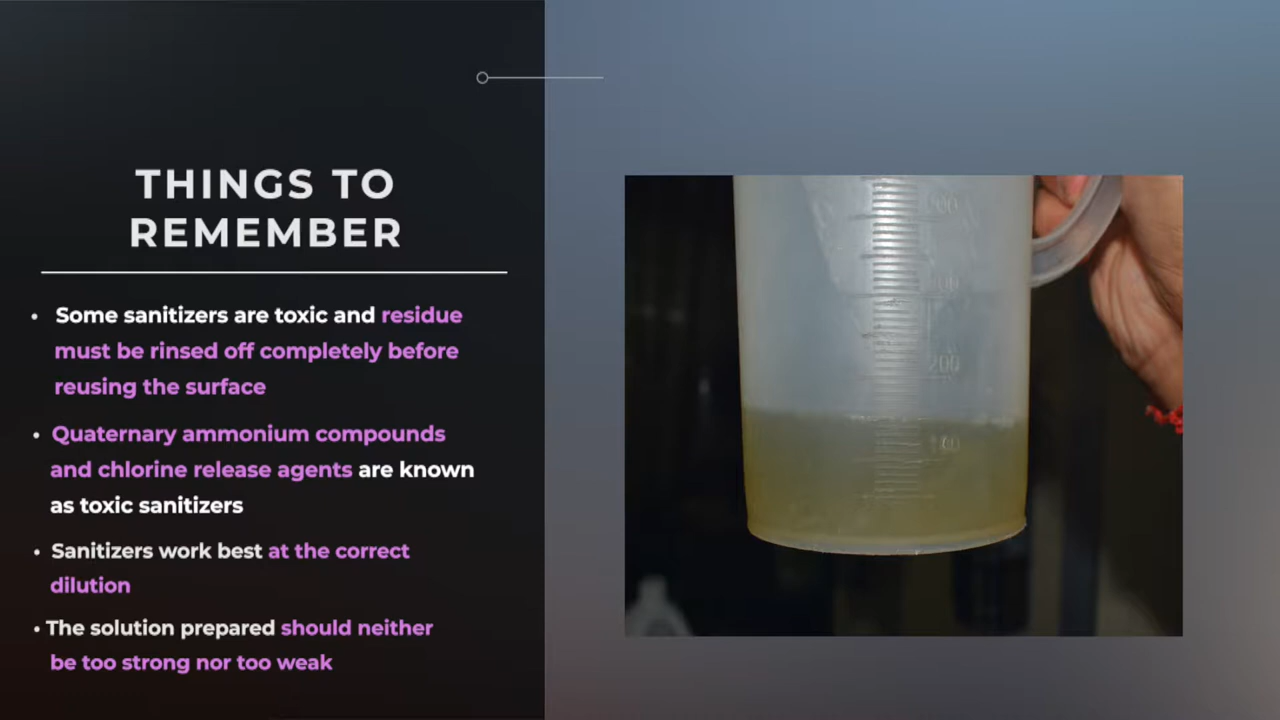 THINGS TO
REMEMBER
• Some sanitizers are toxic and residue
must be rinsed off completely before
reusing the surface
• Quaternary ammonium compounds
and chlorine release agents are known
as toxic sanitizers
• Sanitizers work best at the correct
dilution
• The solution prepared should neither
be too strong nor too weak
200
100